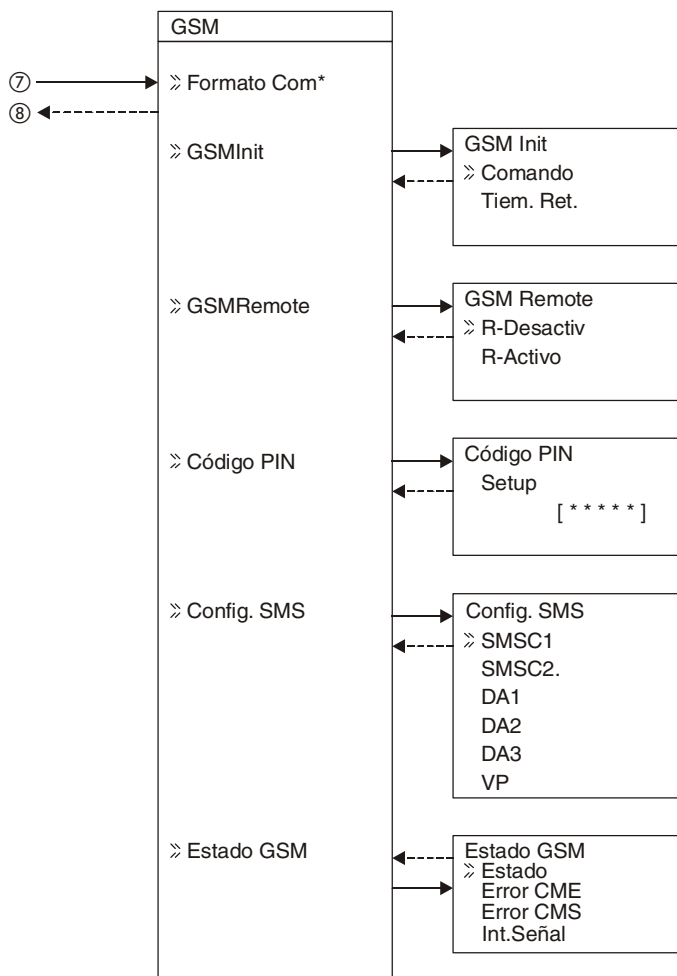 GSM
⑦ » Formato Com*
⑧
» GSMInit
GSM Init
» Comando
Tiem. Ret.
» GSMRemote
GSM Remote
» R-Desactiv
R-Activo
» Código PIN
Código PIN
Setup
[ * * * * * ]
» Config. SMS
Config. SMS
» SMSC1
SMSC2.
DA1
DA2
DA3
VP
» Estado GSM
Estado GSM
» Estado
Error CME
Error CMS
Int.Señal